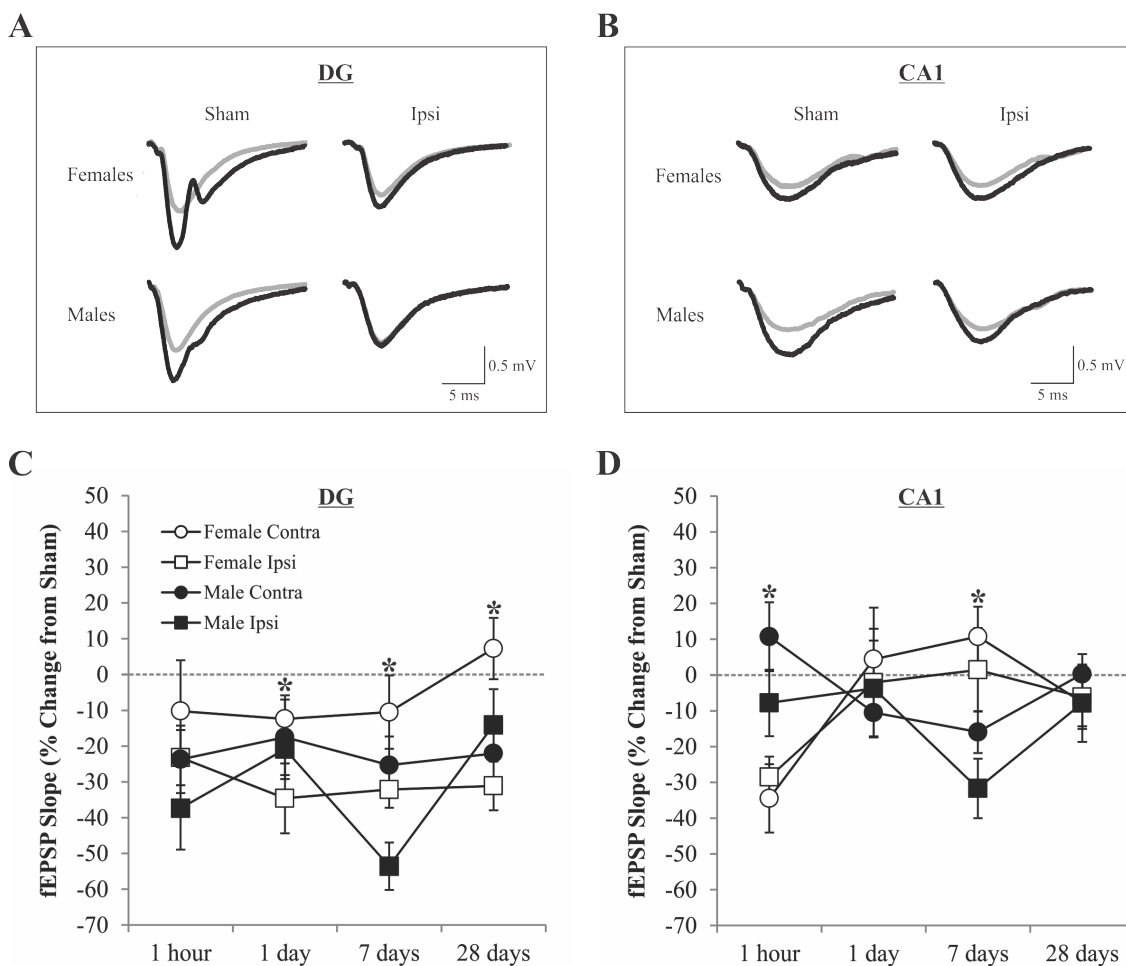 A
DG
Sham Ipsi
Females
Males
0.5 mV
5 ms
B
CA1
Sham Ipsi
Females
Males
0.5 mV
5 ms
C
DG
fEPSP Slope (% Change from Sham)
50
40
30
20
10
0
-10
-20
-30
-40
-50
-60
-70
Female Contra
Female Ipsi
Male Contra
Male Ipsi
*
*
*
1 hour 1 day 7 days 28 days
D
CA1
fEPSP Slope (% Change from Sham)
50
40
30
20
10
0
-10
-20
-30
-40
-50
-60
-70
*
*
1 hour 1 day 7 days 28 days